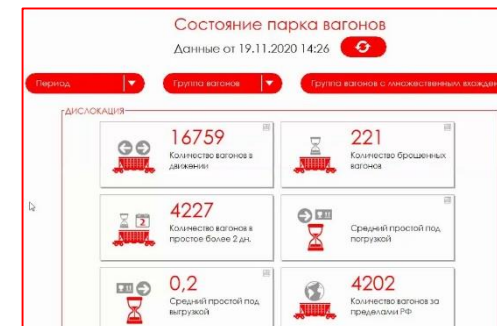 Состояние парка вагонов
Данные от 19.11.2020 14:26
Период
Группа вагонов
Группа вагонов с множественным вхожден
ДИСЛОКАЦИЯ
16759
Количество вагонов в
движении
221
Количество брошенных
вагонов
4227
Количество вагонов в
простое более 2 дн.
Средний простой под
погрузкой
0,2
Средний простой под
выгрузкой
4202
Количество вагонов за
пределами РФ